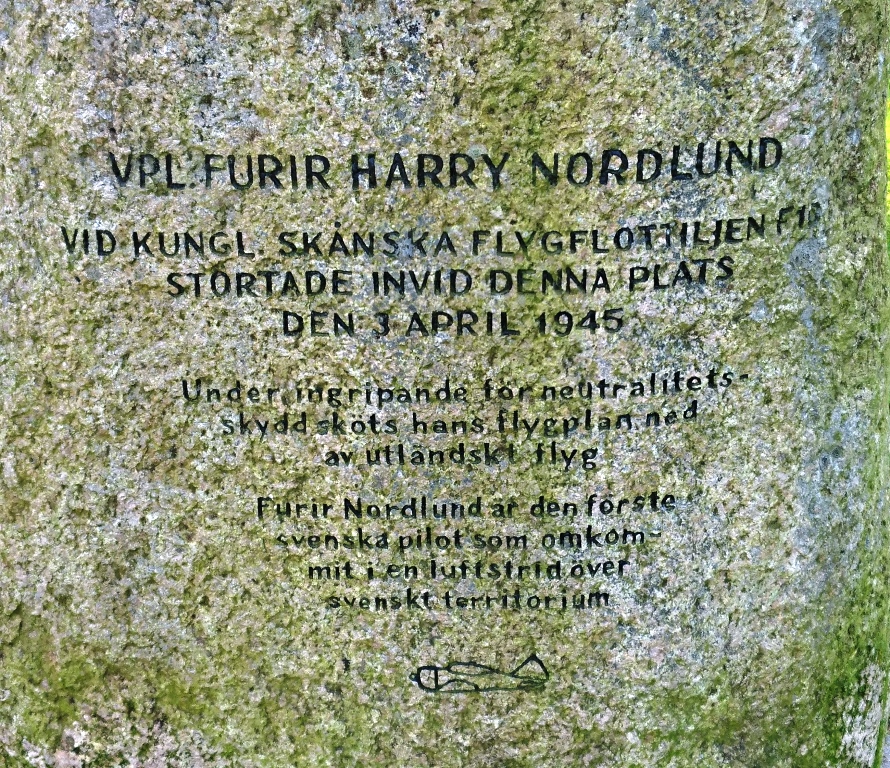 VPL. FURIR HARRY NORDLUND
VID KUNGL. SKÅNSKA FLYGFLOTTILJEN F10
STÖRTADE INVID DENNA PLATS
DEN 3 APRIL 1945
Under ingripande för neutralitets-
skydd sköts hans flygplan ned
av utländskt flyg
Furir Nordlund är den förste
svenska pilot som omkom-
mit i en luftstrid över
svenskt territorium